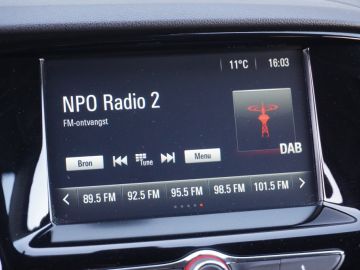 11°C 16:03
NPO Radio 2
FM-ontvangst
DAB
Bron Tune Menu
89.5 FM 92.5 FM 95.5 FM 98.5 FM 101.5 FM